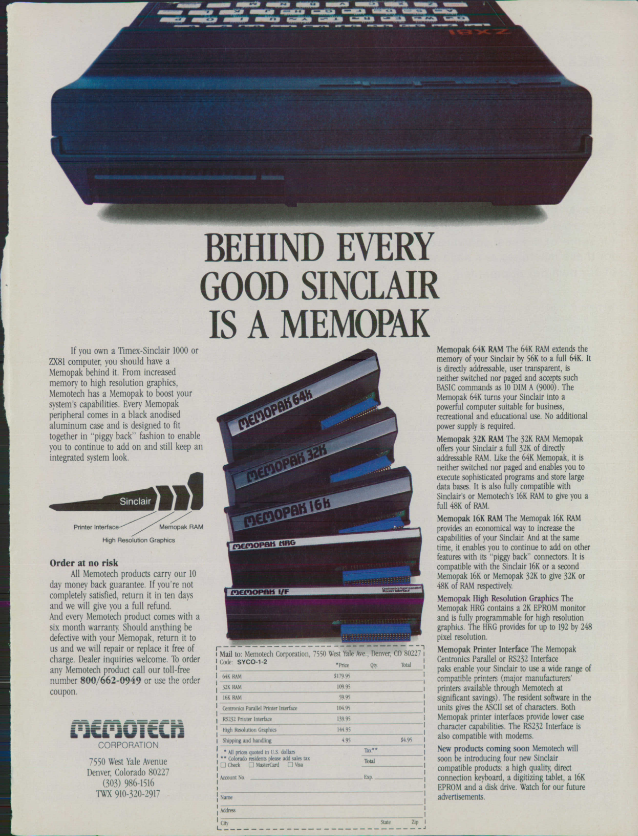 ZX81
BEHIND EVERY
GOOD SINCLAIR
IS A MEMOPAK
If you own a Timex-Sinclair 1000 or
ZX81 computer, you should have a
Memopak behind it. From increased
memory to high resolution graphics,
Memotech has a Memopak to boost your
system's capabilities. Every Memopak
peripheral comes in a black anodised
aluminum case and is designed to fit
together in "piggy back" fashion to enable
you to continue to add on and still keep an
integrated system look.
Sinclair
Printer Interface
Memopak RAM
High Resolution Graphics
Order at no risk
All Memotech products carry our 10
day money back guarantee. If you're not
completely satisfied, return it in ten days
and we will give you a full refund.
And every Memotech product comes with a
six month warranty. Should anything be
defective with your Memopak, return it to
us and we will repair or replace it free of
charge. Dealer inquiries welcome. To order
any Memotech product call our toll-free
number 800/662-0949 or use the order
coupon.
MEMOTECH
CORPORATION
7550 West Yale Avenue
Denver, Colorado 80227
(303) 986-1516
TWX 910-320-2917
MEMOPAK 64K
MEMOPAK 32K
MEMOPAK 16K
MEMOPAK HRG
MEMOPAK I/F
Mail to: Memotech Corporation, 7550 West Yale Ave., Denver, CO 80227
Code: SYCO-1-2
*Price Qty. Total
64K RAM $179.95
32K RAM 109.95
16K RAM 59.95
Centronics Parallel Printer Interface 104.95
RS232 Printer Interface 139.95
High Resolution Graphics 144.95
Shipping and handling 4.95 $4.95
* All prices quoted in U.S. dollars Tax**
** Colorado residents please add sales tax Total
Check MasterCard Visa
Account No. Exp.
Name
Address
City State Zip
Memopak 64K RAM The 64K RAM extends the
memory of your Sinclair by 56K to a full 64K. It
is directly addressable, user transparent, is
neither switched nor paged and accepts such
BASIC commands as 10 DIM A (9000). The
Memopak 64K turns your Sinclair into a
powerful computer suitable for business,
recreational and educational use. No additional
power supply is required.
Memopak 32K RAM The 32K RAM Memopak
offers your Sinclair a full 32K of directly
addressable RAM. Like the 64K Memopak, it is
neither switched nor paged and enables you to
execute sophisticated programs and store large
data bases. It is also fully compatible with
Sinclair's or Memotech's 16K RAM to give you a
full 48K of RAM.
Memopak 16K RAM The Memopak 16K RAM
provides an economical way to increase the
capabilities of your Sinclair. And at the same
time, it enables you to continue to add on other
features with its "piggy back" connectors. It is
compatible with the Sinclair 16K or a second
Memopak 16K or Memopak 32K to give 32K or
48K of RAM respectively.
Memopak High Resolution Graphics The
Memopak HRG contains a 2K EPROM monitor
and is fully programmable for high resolution
graphics. The HRG provides for up to 192 by 248
pixel resolution.
Memopak Printer Interface The Memopak
Centronics Parallel or RS232 Interface
paks enable your Sinclair to use a wide range of
compatible printers (major manufacturers'
printers available through Memotech at
significant savings). The resident software in the
units gives the ASCII set of characters. Both
Memopak printer interfaces provide lower case
character capabilities. The RS232 Interface is
also compatible with modems.
New products coming soon Memotech will
soon be introducing four new Sinclair
compatible products: a high quality, direct
connection keyboard, a digitizing tablet, a 16K
EPROM and a disk drive. Watch for our future
advertisements.